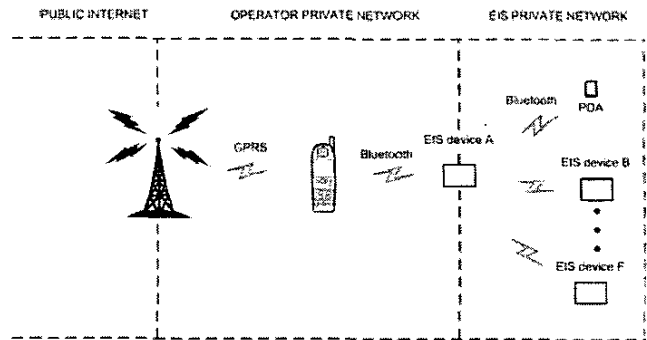 PUBLIC INTERNET
OPERATOR PRIVATE NETWORK
EIS PRIVATE NETWORK
Bluetooth
PDA
GPRS
Bluetooth
EIS device A
EIS device B
EIS device F